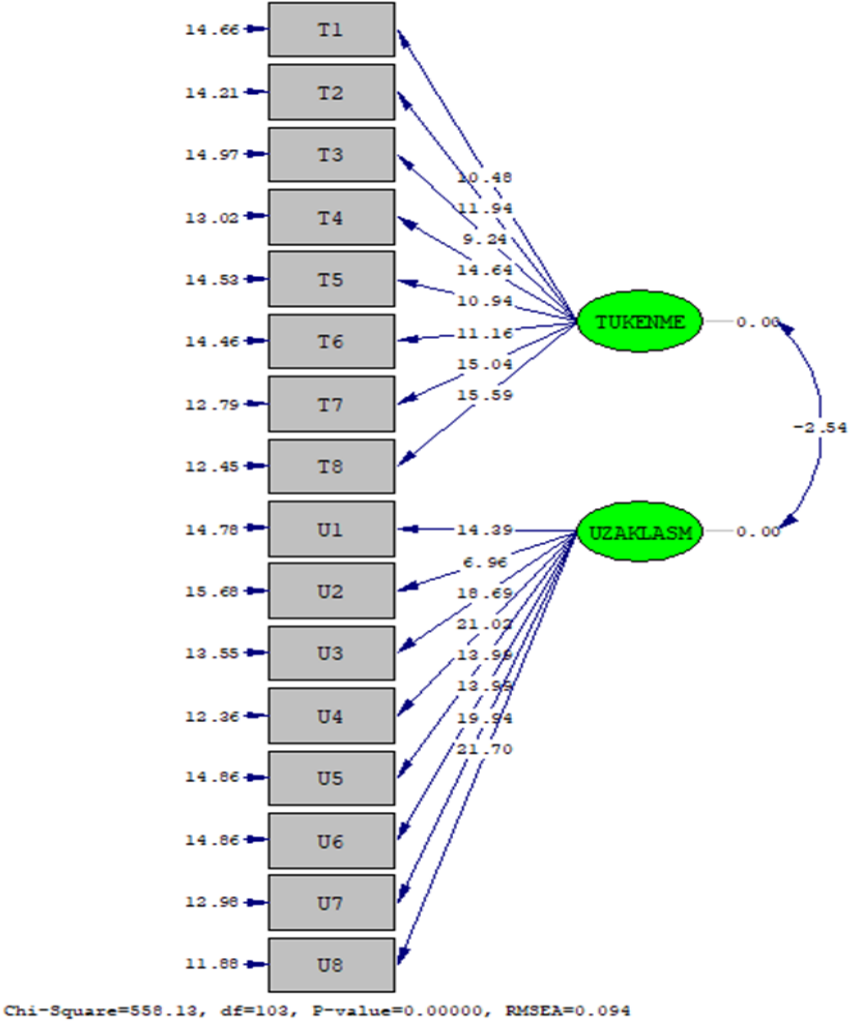 14.66 T1
14.21 T2
14.97 T3
13.02 T4
14.53 T5
14.46 T6
12.79 T7
12.45 T8
14.78 U1
15.68 U2
13.55 U3
12.36 U4
14.86 U5
14.86 U6
12.98 U7
11.88 U8
10.48
11.94
9.24
14.64
10.94
11.16
15.04
15.59
TUKENME 0.00
-2.54
UZAKLASM 0.00
14.39
6.96
18.69
21.02
13.99
13.99
19.94
21.70
Chi-Square=558.13, df=103, P-value=0.00000, RMSEA=0.094